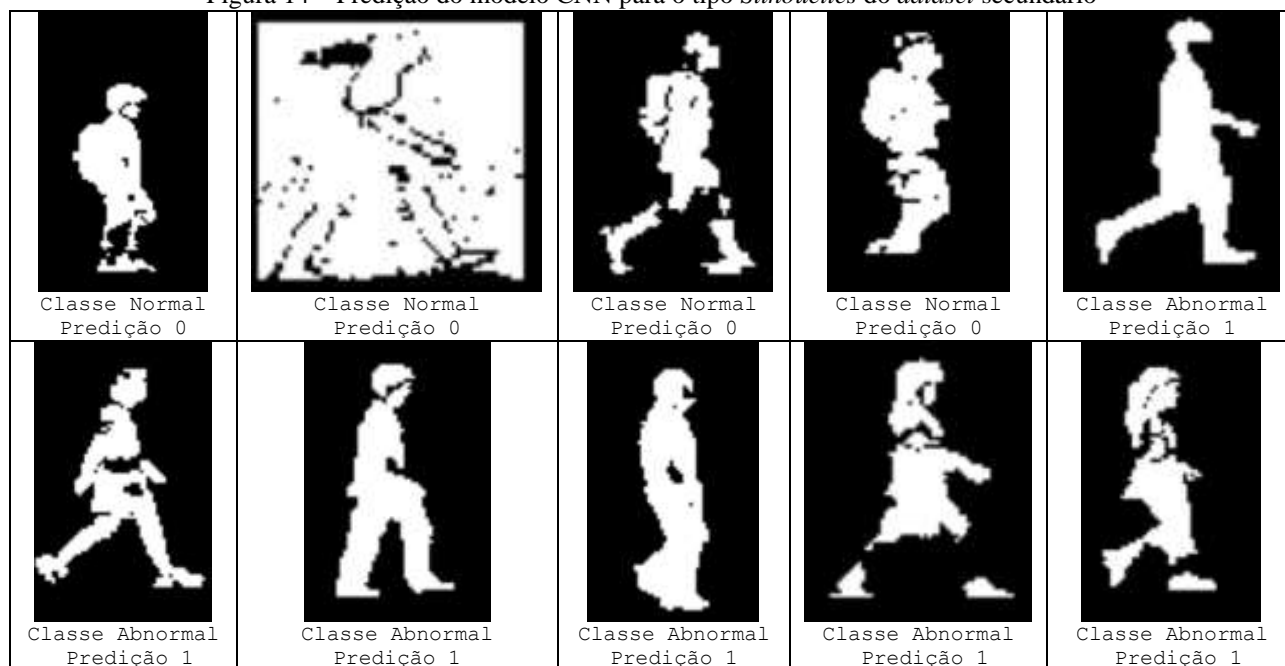 Figura 14 – Predição do modelo CNN para o tipo Silhouettes do dataset secundário
Classe Normal
Predição 0
Classe Normal
Predição 0
Classe Normal
Predição 0
Classe Normal
Predição 0
Classe Abnormal
Predição 1
Classe Abnormal
Predição 1
Classe Abnormal
Predição 1
Classe Abnormal
Predição 1
Classe Abnormal
Predição 1
Classe Abnormal
Predição 1